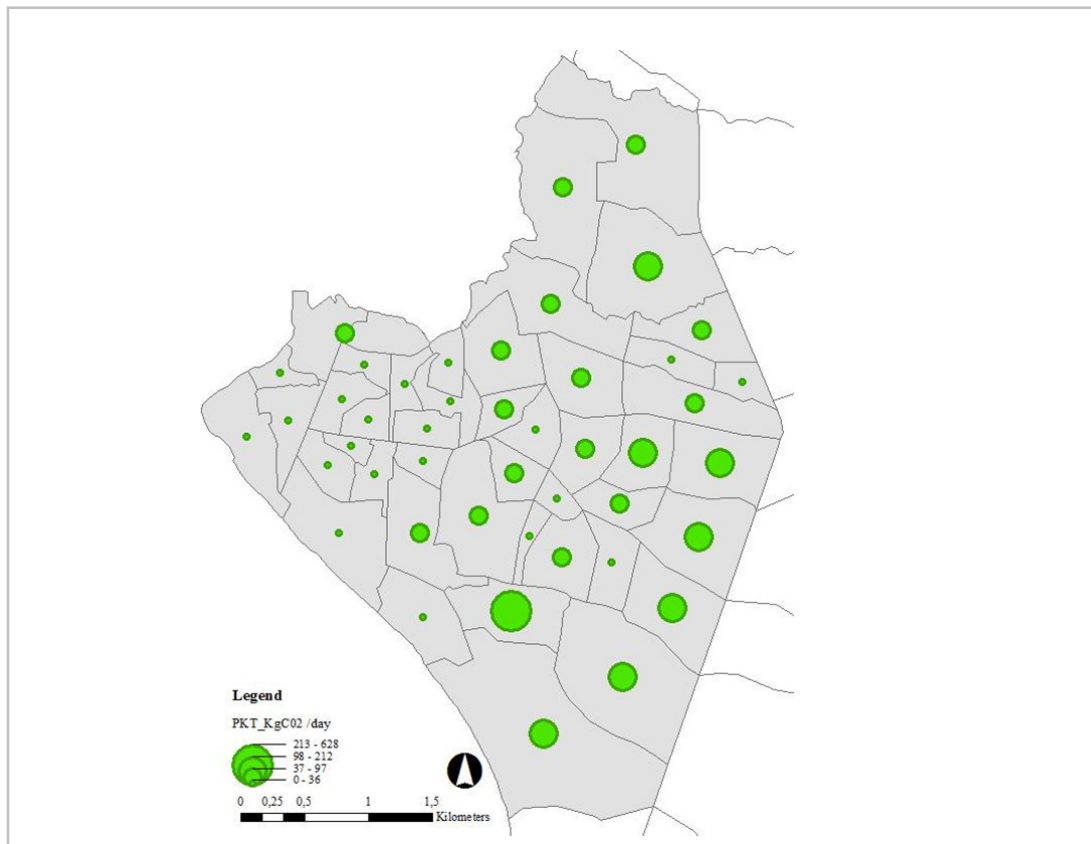 Legend
PKT_KgC02 /day
213 - 628
98 - 212
37 - 97
0 - 36
0 0,25 0,5 1 1,5
Kilometers